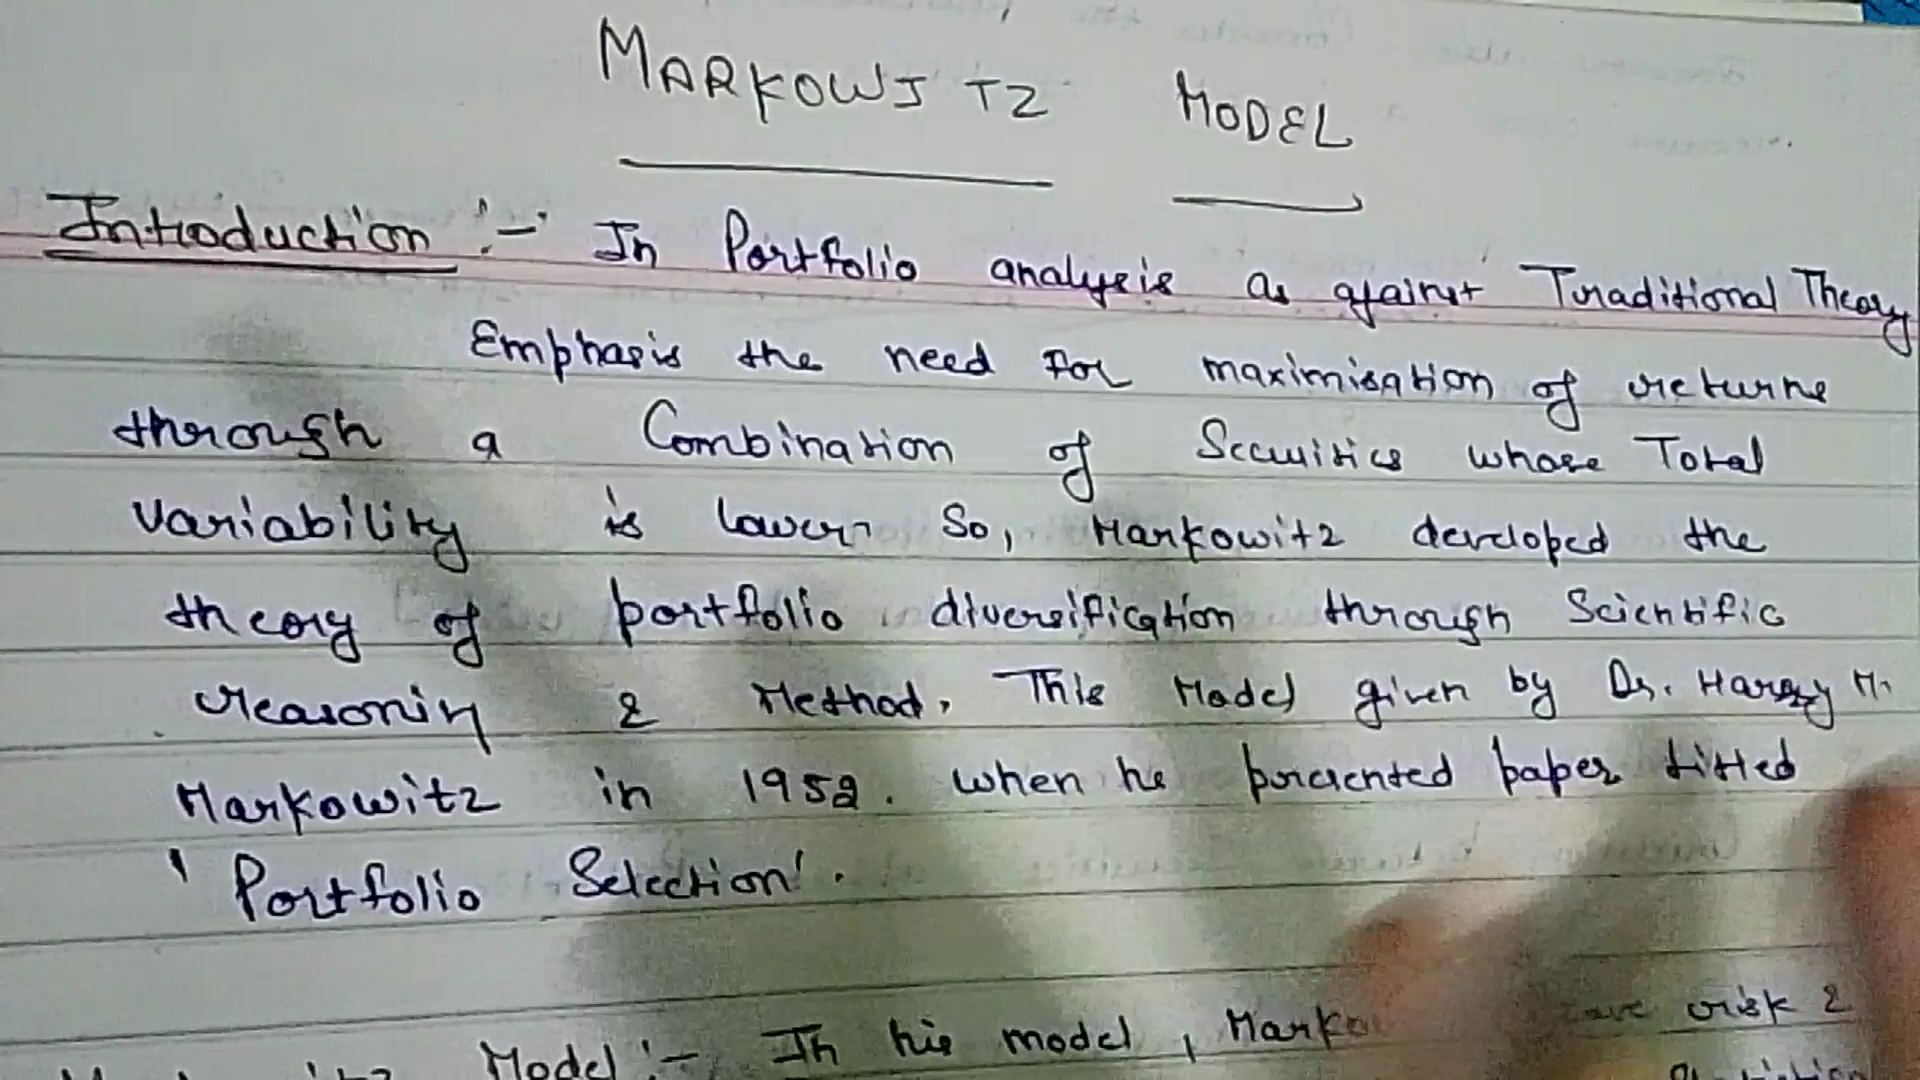 MARKOWITZ MODEL
Introduction :- In Portfolio analysis as against Traditional Theory
Emphasis the need for maximisation of returns
through a Combination of Securities whose Total
Variability is lower. So, Markowitz developed the
theory of portfolio diversification through Scientific
reasoning & Method. This Model given by Dr. Harry M.
Markowitz in 1952. When he presented paper titled
'Portfolio Selection'.
Model :- In his model, risk &